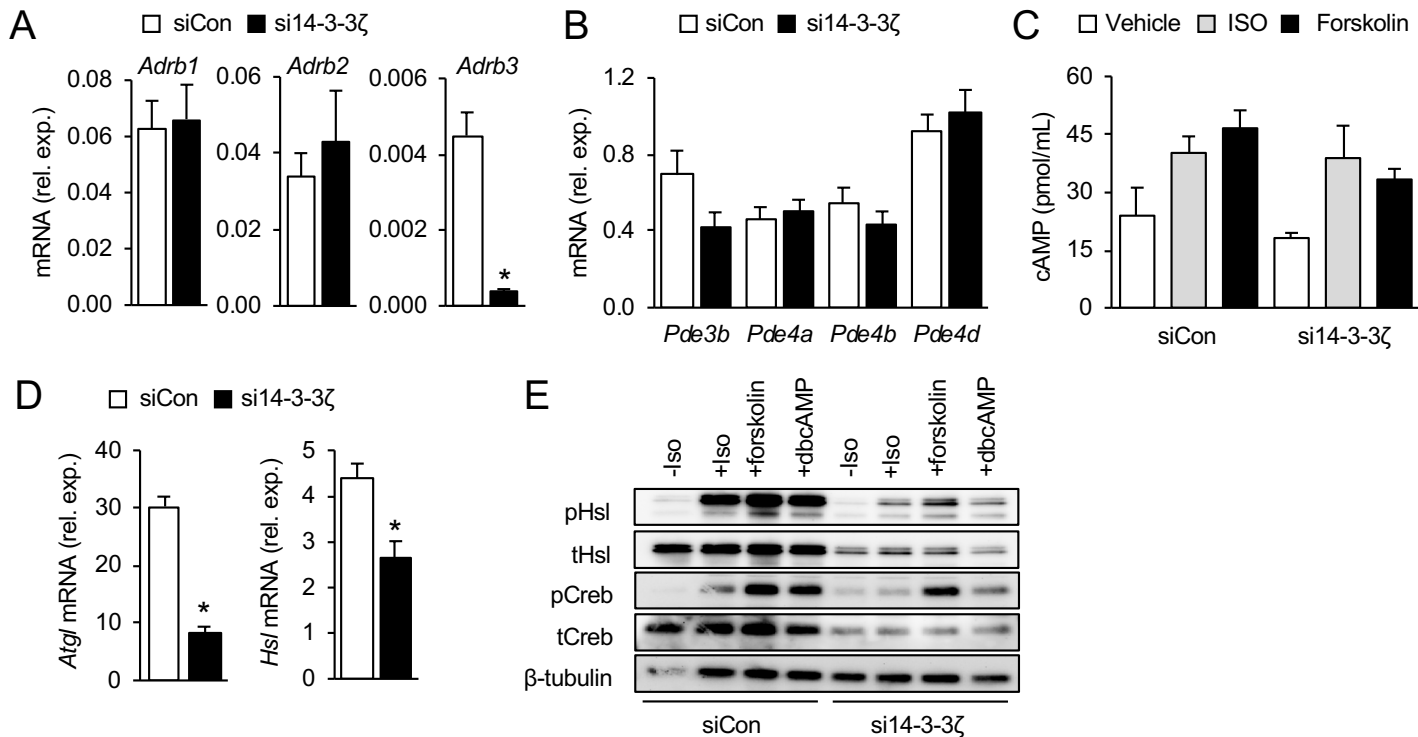 A
siCon si14-3-3ζ
Adrb1 Adrb2 Adrb3
mRNA (rel. exp.)
0.08
0.06
0.04
0.02
0.00
0.06
0.04
0.02
0.00
0.006
0.004
0.002
0.000
*
B
siCon si14-3-3ζ
mRNA (rel. exp.)
1.2
0.8
0.4
0.0
Pde3b Pde4a Pde4b Pde4d
C
Vehicle ISO Forskolin
cAMP (pmol/mL)
60
45
30
15
0
siCon si14-3-3ζ
D
siCon si14-3-3ζ
Atgl mRNA (rel. exp.)
40
30
20
10
0
*
Hsl mRNA (rel. exp.)
5
4
3
2
1
0
*
E
-Iso +Iso +forskolin +dbcAMP -Iso +Iso +forskolin +dbcAMP
pHsl
tHsl
pCreb
tCreb
β-tubulin
siCon si14-3-3ζ